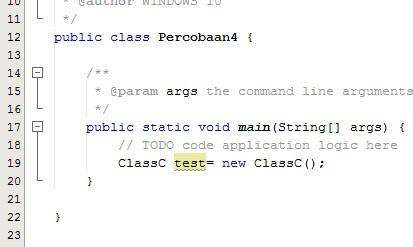 10 * @author WINDOWS 10
11 */
12 public class Percobaan4 {
13
14 /**
15 * @param args the command line arguments
16 */
17 public static void main(String[] args) {
18 // TODO code application logic here
19 ClassC test= new ClassC();
20 }
21
22 }
23